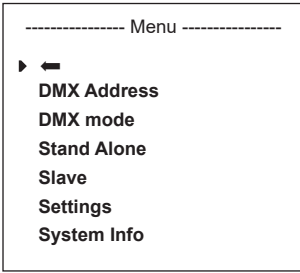 ---------------- Menu ----------------
DMX Address
DMX mode
Stand Alone
Slave
Settings
System Info